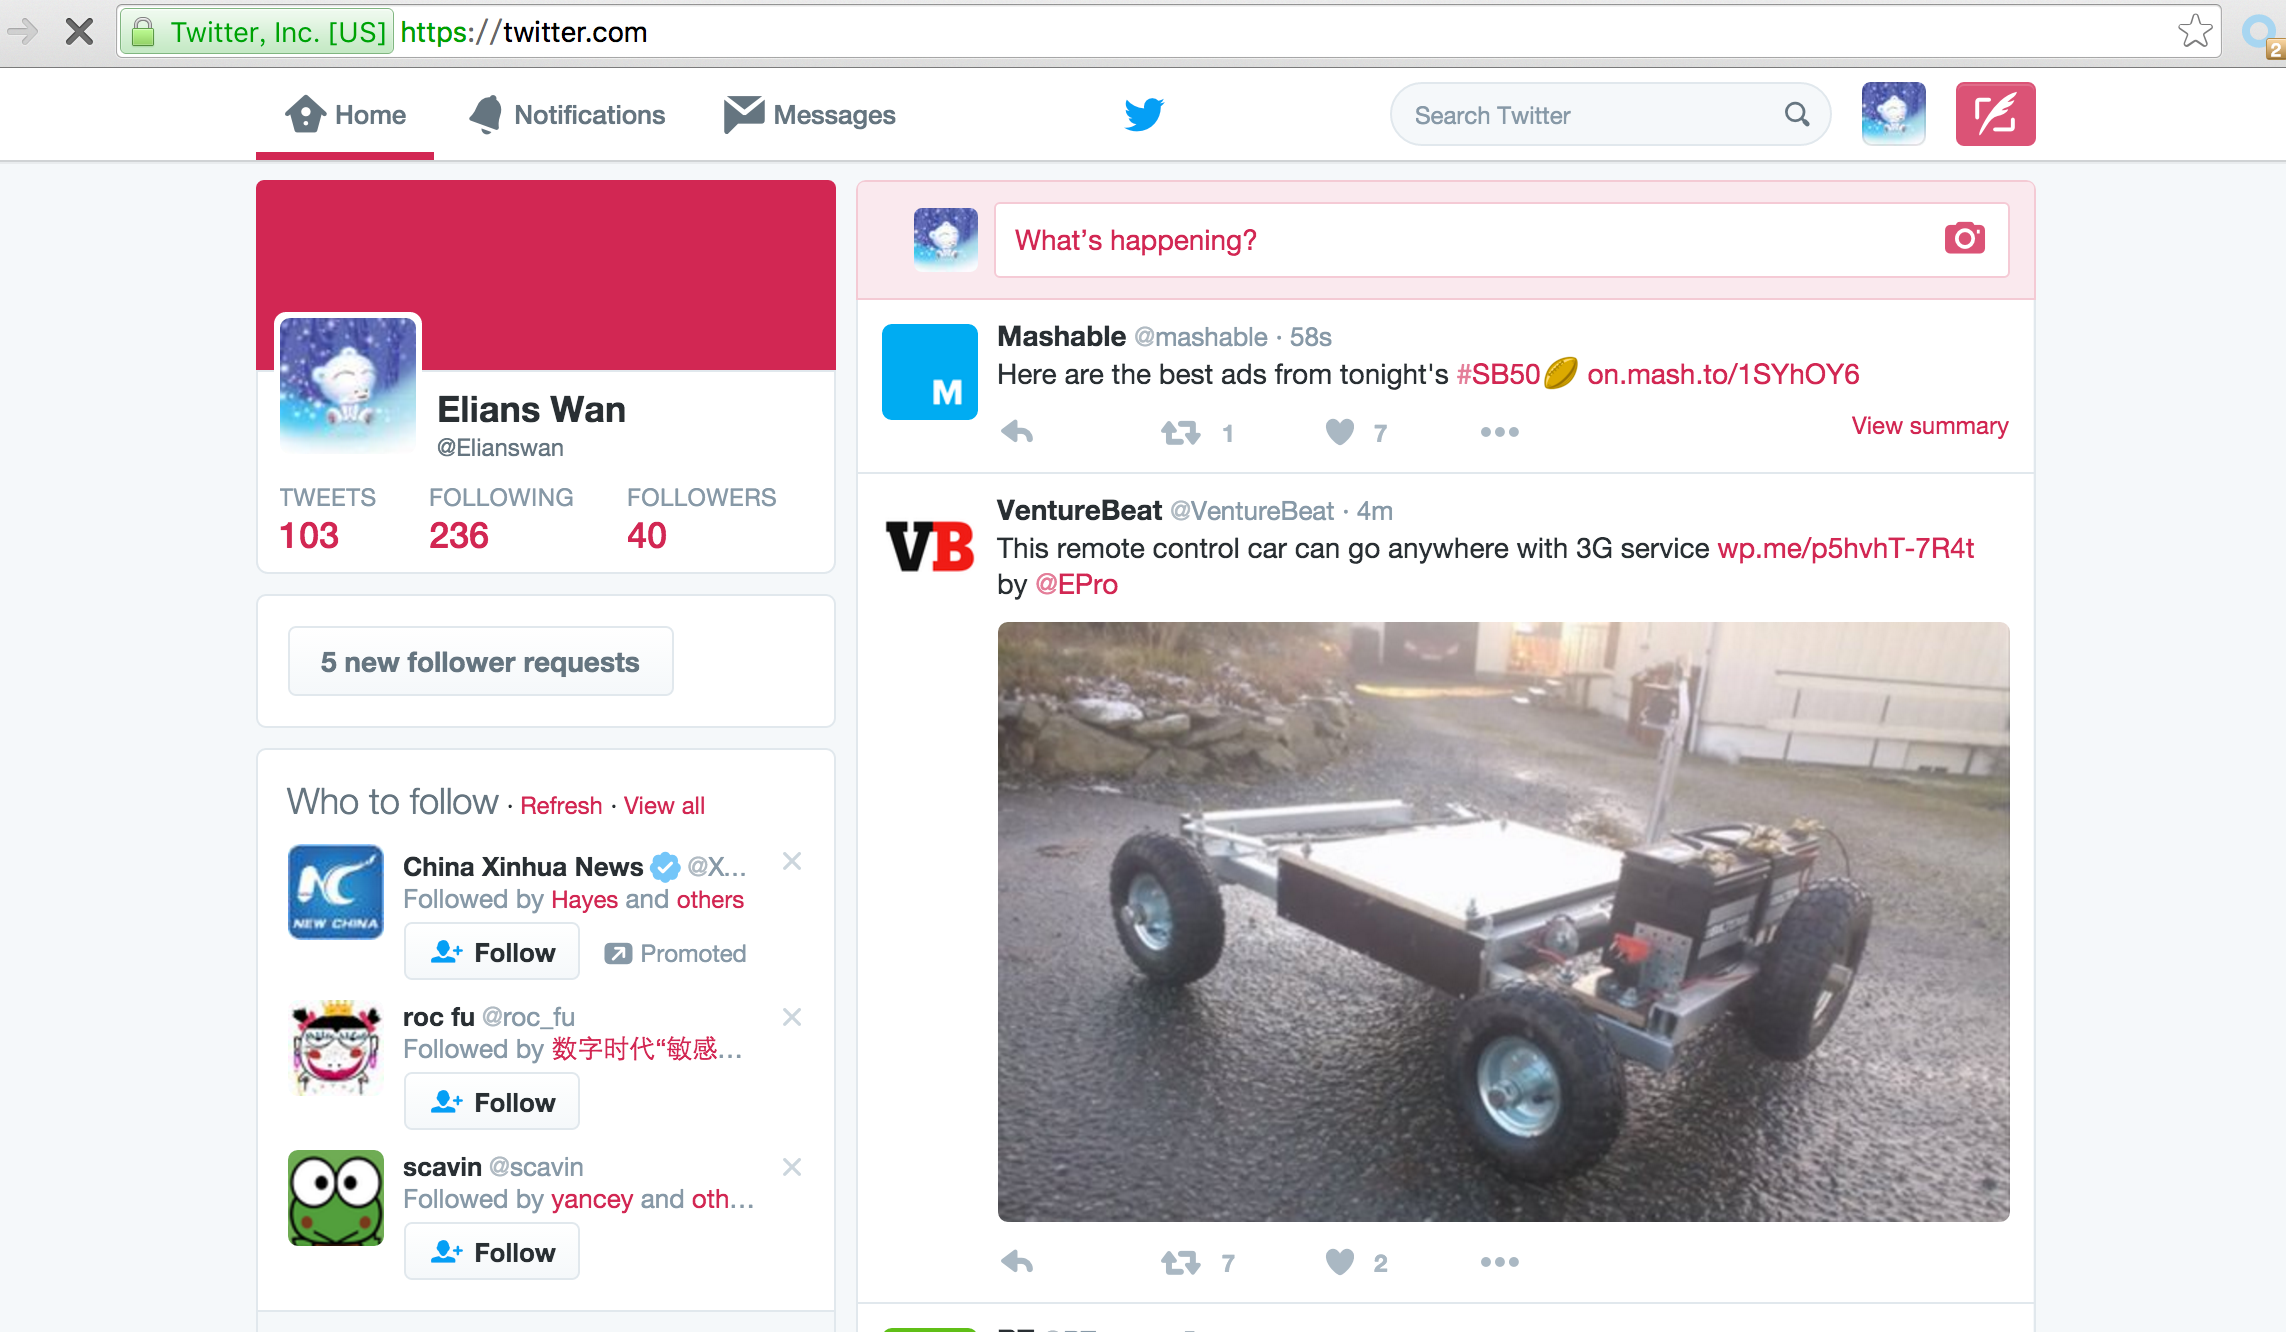 Twitter, Inc. [US] https://twitter.com
2
Home Notifications Messages Search Twitter
Elians Wan
@Elianswan
TWEETS FOLLOWING FOLLOWERS
103 236 40
5 new follower requests
Who to follow · Refresh · View all
NEW CHINA
China Xinhua News @X...
Followed by Hayes and others
Follow Promoted
roc fu @roc_fu
Followed by 数字时代“敏感...
Follow
scavin @scavin
Followed by yancey and oth...
Follow
What's happening?
M
Mashable @mashable · 58s
Here are the best ads from tonight's #SB50 on.mash.to/1SYhOY6
1 7
View summary
VB
VentureBeat @VentureBeat · 4m
This remote control car can go anywhere with 3G service wp.me/p5hvhT-7R4t
by @EPro
7 2